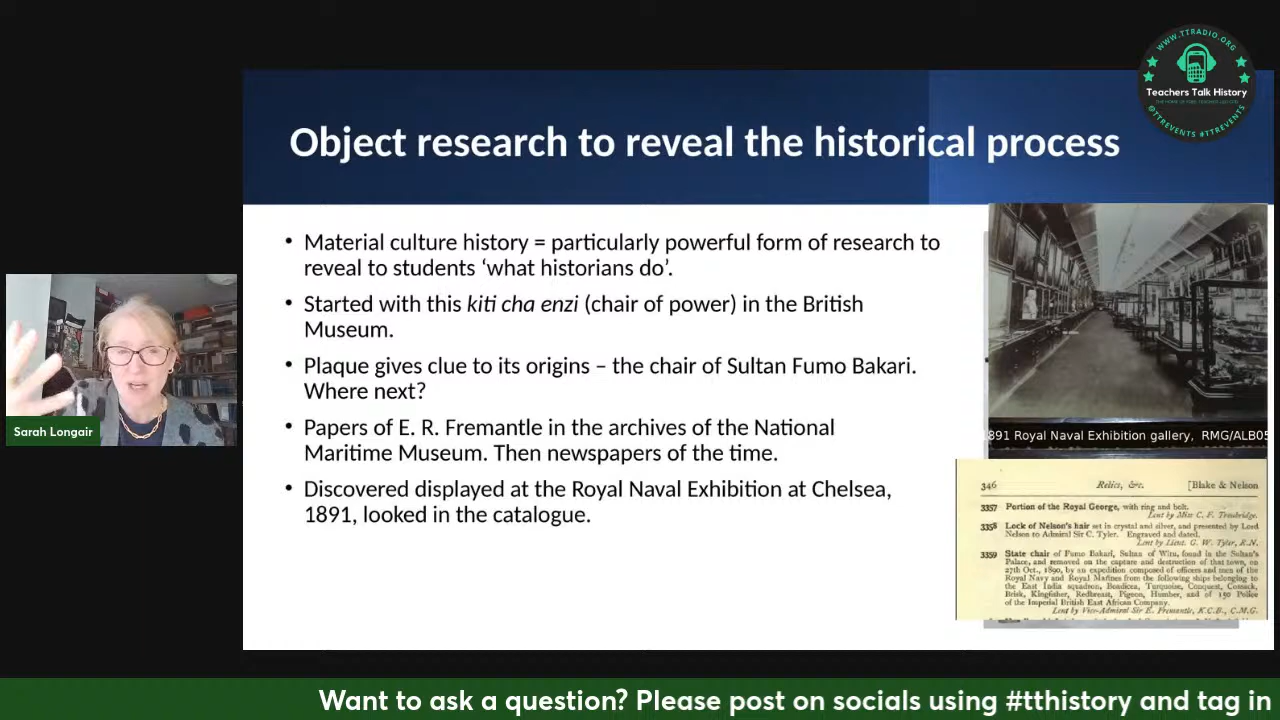 WWW.TTRADIO.ORG
Teachers Talk History
@TTREVENTS #TTREVENTS
Object research to reveal the historical process
• Material culture history = particularly powerful form of research to
reveal to students ‘what historians do’.
• Started with this kiti cha enzi (chair of power) in the British
Museum.
• Plaque gives clue to its origins – the chair of Sultan Fumo Bakari.
Where next?
• Papers of E. R. Fremantle in the archives of the National
Maritime Museum. Then newspapers of the time.
• Discovered displayed at the Royal Naval Exhibition at Chelsea,
1891, looked in the catalogue.
1891 Royal Naval Exhibition gallery, RMG/ALB05
346 Relics, &c. [Blake & Nelson
3357 Portion of the Royal George, with ring and bolt.
Lent by Miss C. F. Troubridge.
3358 Lock of Nelson's hair set in crystal and silver, and presented by Lord
Nelson to Admiral Sir C. Tyler. Engraved and dated.
Lent by Lieut. G. W. Tyler, R.N.
3359 State chair of Fumo Bakari, Sultan of Witu, found in the Sultan's
Palace, and removed on the capture and destruction of that town, on
27th Oct., 1890, by an expedition composed of officers and men of the
Royal Navy and Royal Marines from the following ships belonging to
the East India squadron, Boadicea, Turquoise, Conquest, Cossack,
Brisk, Kingfisher, Redbreast, Pigeon, Humber, and of 150 Police
of the Imperial British East African Company.
Lent by Vice-Admiral Sir E. Fremantle, K.C.B., C.M.G.
Sarah Longair
Want to ask a question? Please post on socials using #tthistory and tag in